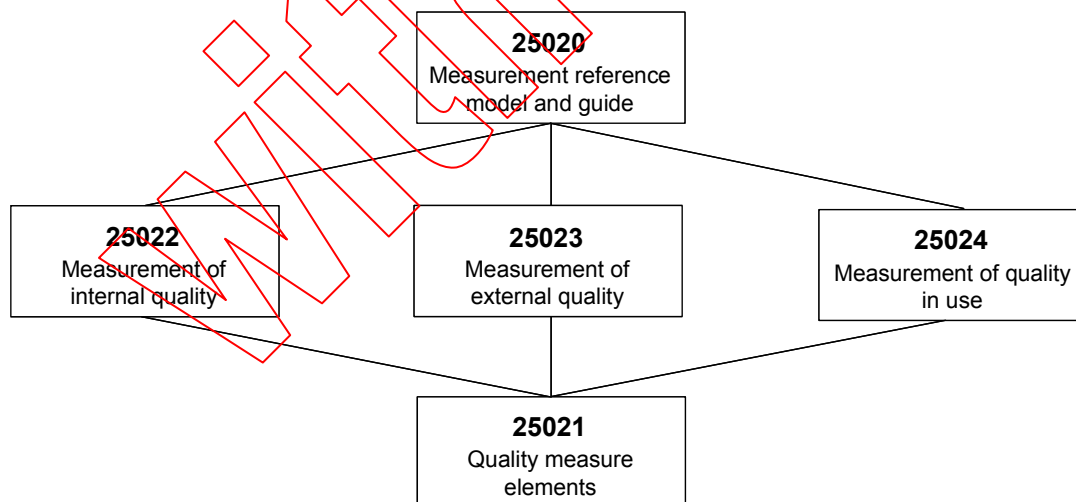 25020
Measurement reference
model and guide
25022
Measurement of
internal quality
25023
Measurement of
external quality
25024
Measurement of quality
in use
25021
Quality measure
elements